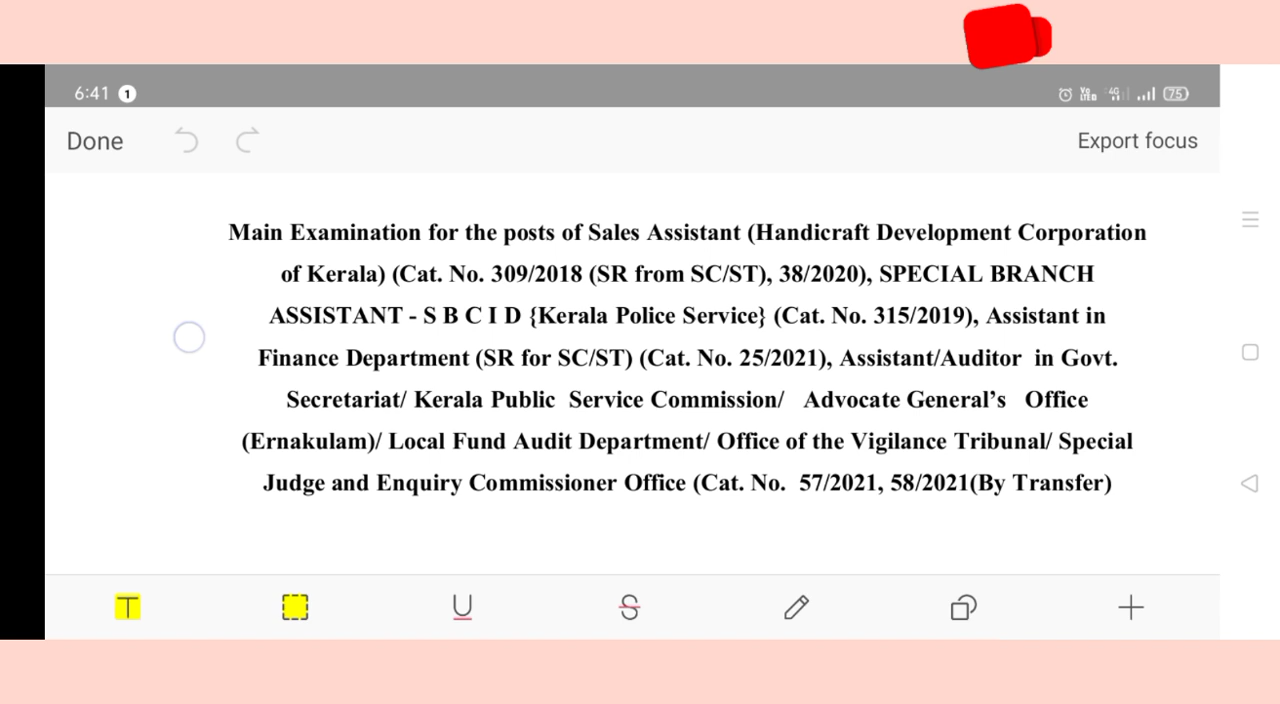 6:41 1 Vo LTE 4G 75
Done Export focus
Main Examination for the posts of Sales Assistant (Handicraft Development Corporation
of Kerala) (Cat. No. 309/2018 (SR from SC/ST), 38/2020), SPECIAL BRANCH
ASSISTANT - S B C I D {Kerala Police Service} (Cat. No. 315/2019), Assistant in
Finance Department (SR for SC/ST) (Cat. No. 25/2021), Assistant/Auditor in Govt.
Secretariat/ Kerala Public Service Commission/ Advocate General’s Office
(Ernakulam)/ Local Fund Audit Department/ Office of the Vigilance Tribunal/ Special
Judge and Enquiry Commissioner Office (Cat. No. 57/2021, 58/2021(By Transfer)
T U S